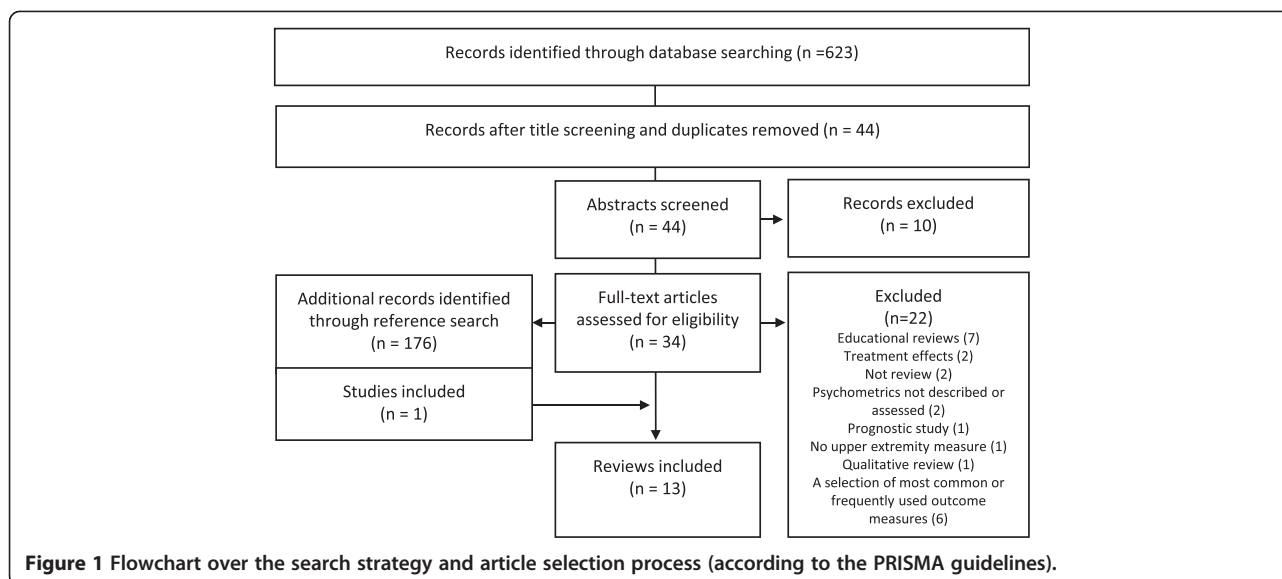 Records identified through database searching (n =623)
Records after title screening and duplicates removed (n = 44)
Abstracts screened
(n = 44)
Records excluded
(n = 10)
Additional records identified
through reference search
(n = 176)
Full-text articles
assessed for eligibility
(n = 34)
Excluded
(n=22)
Educational reviews (7)
Treatment effects (2)
Not review (2)
Psychometrics not described or
assessed (2)
Prognostic study (1)
No upper extremity measure (1)
Qualitative review (1)
A selection of most common or
frequently used outcome
measures (6)
Studies included
(n = 1)
Reviews included
(n = 13)
Figure 1 Flowchart over the search strategy and article selection process (according to the PRISMA guidelines).